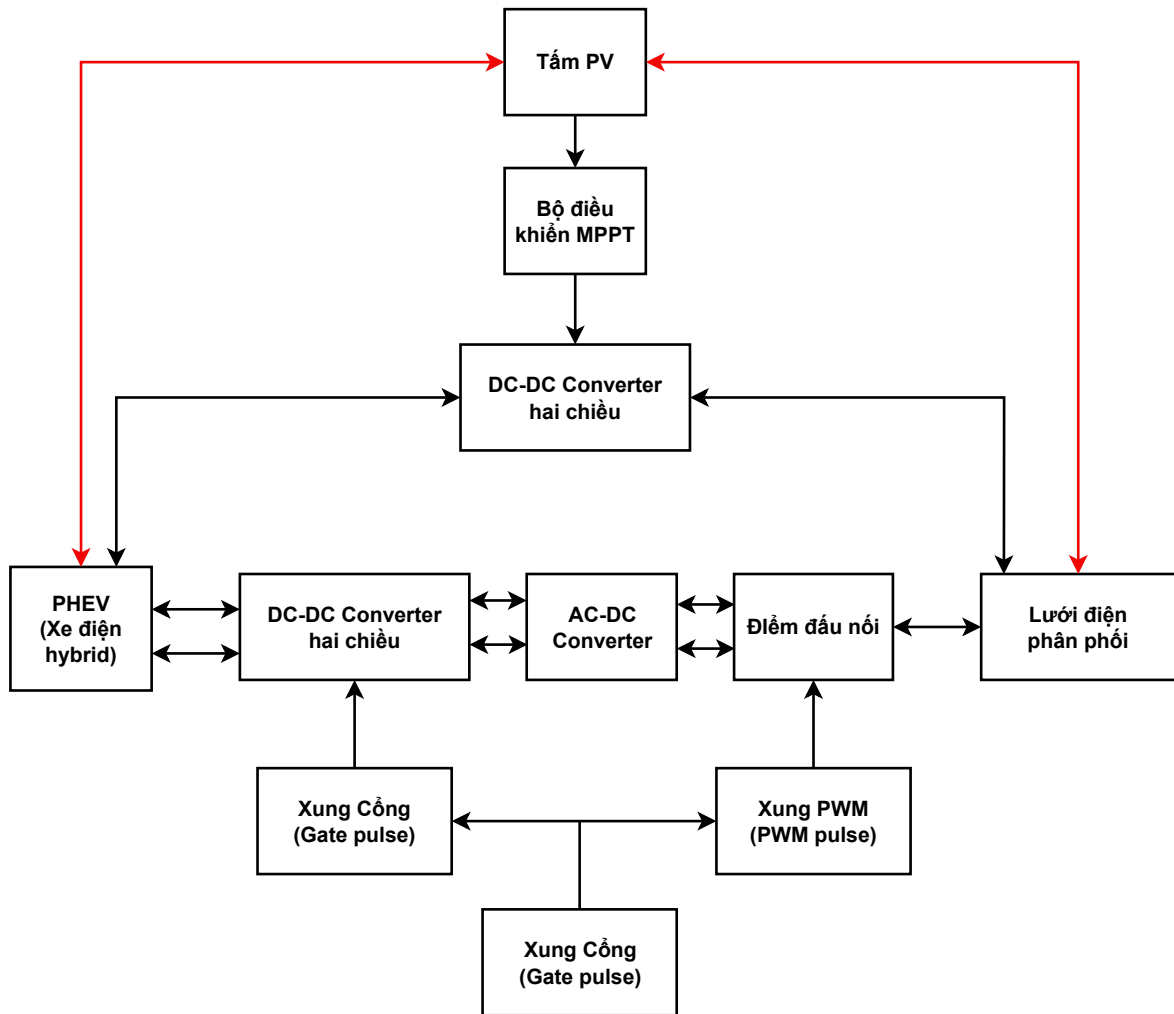 Tấm PV
Bộ điều
khiển MPPT
DC-DC Converter
hai chiều
PHEV
(Xe điện
hybrid)
DC-DC Converter
hai chiều
AC-DC
Converter
ĐIểm đấu nối
Lưới điện
phân phối
Xung Cổng
(Gate pulse)
Xung PWM
(PWM pulse)
Xung Cổng
(Gate pulse)